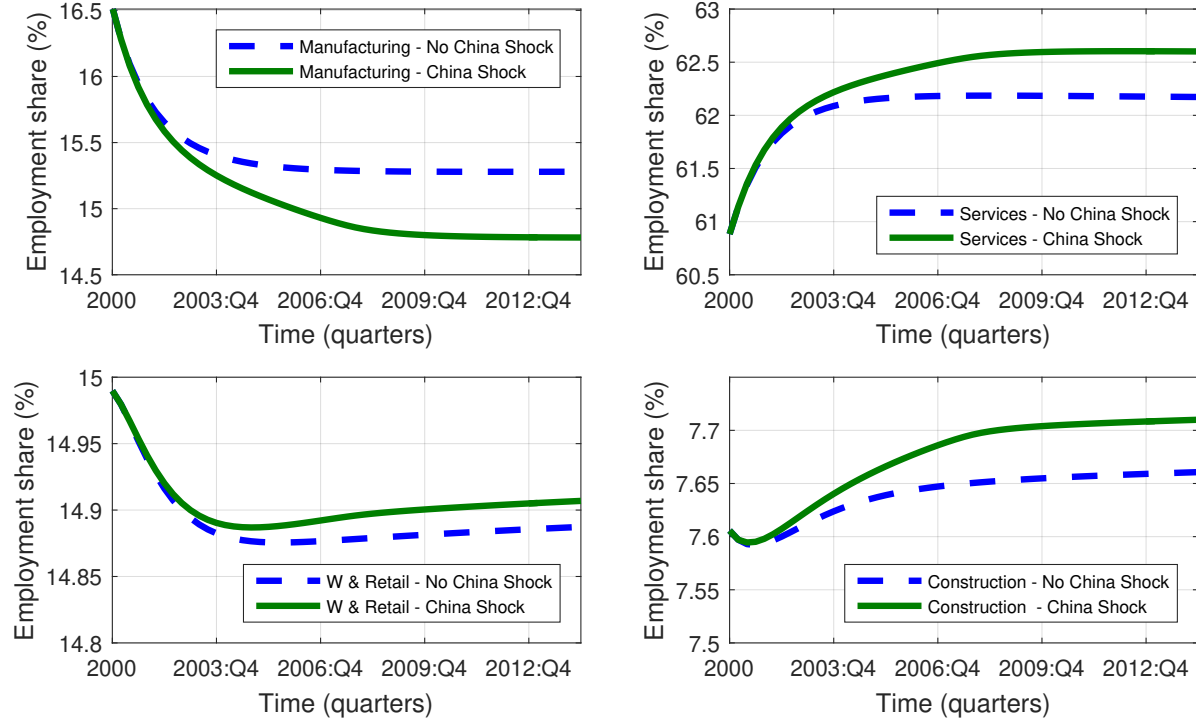 Employment share (%)
16.5
16
15.5
15
14.5
Manufacturing - No China Shock
Manufacturing - China Shock
2000 2003:Q4 2006:Q4 2009:Q4 2012:Q4
Time (quarters)
Employment share (%)
63
62.5
62
61.5
61
60.5
Services - No China Shock
Services - China Shock
2000 2003:Q4 2006:Q4 2009:Q4 2012:Q4
Time (quarters)
Employment share (%)
15
14.95
14.9
14.85
14.8
W & Retail - No China Shock
W & Retail - China Shock
2000 2003:Q4 2006:Q4 2009:Q4 2012:Q4
Time (quarters)
Employment share (%)
7.7
7.65
7.6
7.55
7.5
Construction - No China Shock
Construction - China Shock
2000 2003:Q4 2006:Q4 2009:Q4 2012:Q4
Time (quarters)